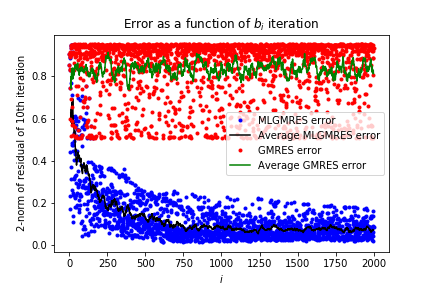 Error as a function of b_i iteration
2-norm of residual of 10th iteration
0.8
0.6
0.4
0.2
0.0
MLGMRES error
Average MLGMRES error
GMRES error
Average GMRES error
0 250 500 750 1000 1250 1500 1750 2000
i